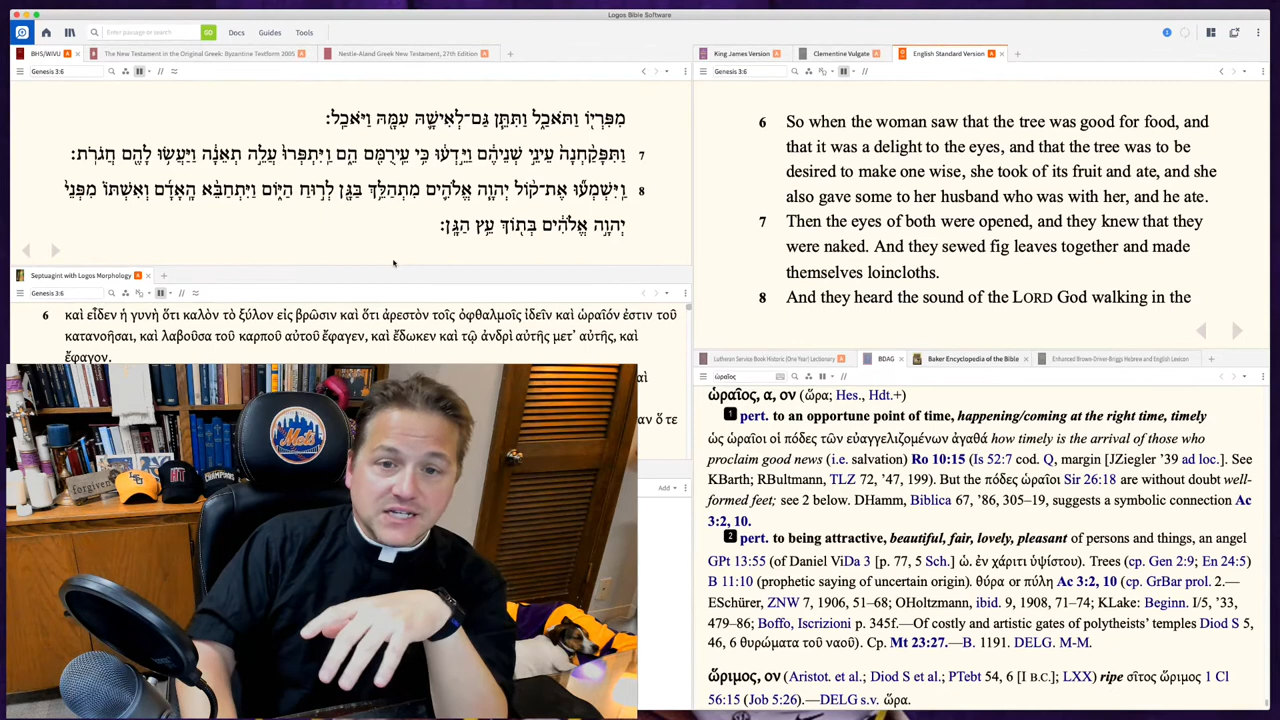 Logos Bible Software
Enter passage or search
GO
Docs
Guides
Tools
BHS/WIVU A
The New Testament in the Original Greek: Byzantine Textform 2005 A
Nestle-Aland Greek New Testament, 27th Edition A
Genesis 3:6
מִפִּרְי֖וֹ וַתֹּאכַ֑ל וַתִּתֵּ֧ן גַּם־לְאִישָׁ֛הּ עִמָּ֖הּ וַיֹּאכַֽל׃
7 וַתִּפָּקַ֙חְנָה֙ עֵינֵ֣י שְׁנֵיהֶ֔ם וַיֵּ֣דְע֔וּ כִּ֥י עֵֽירֻמִּ֖ם הֵ֑ם וַֽיִּתְפְּרוּ֙ עֲלֵ֣ה תְאֵנָ֔ה וַיַּעֲשׂ֥וּ לָהֶ֖ם חֲגֹרֹֽת׃
8 וַֽיִּשְׁמְע֞וּ אֶת־ק֨וֹל יְהוָ֧ה אֱלֹהִ֛ים מִתְהַלֵּ֥ךְ בַּגָּ֖ן לְר֣וּחַ הַיּ֑וֹם וַיִּתְחַבֵּ֨א הָֽאָדָ֜ם וְאִשְׁתּ֗וֹ מִפְּנֵי֙
יְהוָ֣ה אֱלֹהִ֔ים בְּת֖וֹךְ עֵ֥ץ הַגָּֽן׃
Septuagint with Logos Morphology A
Genesis 3:6
6 καὶ εἶδεν ἡ γυνὴ ὅτι καλὸν τὸ ξύλον εἰς βρῶσιν καὶ ὅτι ἀρεστὸν τοῖς ὀφθαλμοῖς ἰδεῖν καὶ ὡραῖόν ἐστιν τοῦ
κατανοῆσαι, καὶ λαβοῦσα τοῦ καρποῦ αὐτοῦ ἔφαγεν, καὶ ἔδωκεν καὶ τῷ ἀνδρὶ αὐτῆς μετ’ αὐτῆς, καὶ
ἔφαγον.
αὶ
αν ὅ τε
Add
King James Version A
Clementine Vulgate A
English Standard Version A
Genesis 3:6
6 So when the woman saw that the tree was good for food, and
that it was a delight to the eyes, and that the tree was to be
desired to make one wise, she took of its fruit and ate, and she
also gave some to her husband who was with her, and he ate.
7 Then the eyes of both were opened, and they knew that they
were naked. And they sewed fig leaves together and made
themselves loincloths.
8 And they heard the sound of the LORD God walking in the
Lutheran Service Book Historic (One Year) Lectionary A
BDAG A
Baker Encyclopedia of the Bible
Enhanced Brown-Driver-Briggs Hebrew and English Lexicon
ὡραῖος
ὡραῖος, α, ον (ὥρα; Hes., Hdt.+)
1 pert. to an opportune point of time, happening/coming at the right time, timely
ὡς ὡραῖοι οἱ πόδες τῶν εὐαγγελιζομένων ἀγαθά how timely is the arrival of those who
proclaim good news (i.e. salvation) Ro 10:15 (Is 52:7 cod. Q, margin [JZiegler ’39 ad loc.]. See
KBarth; RBultmann, TLZ 72, ’47, 199). But the πόδες ὡραῖοι Sir 26:18 are without doubt well-
formed feet; see 2 below. DHamm, Biblica 67, ’86, 305–19, suggests a symbolic connection Ac
3:2, 10.
2 pert. to being attractive, beautiful, fair, lovely, pleasant of persons and things, an angel
GPt 13:55 (of Daniel ViDa 3 [p. 77, 5 Sch.] ὡ. ἐν χάριτι ὑψίστου). Trees (cp. Gen 2:9; En 24:5)
B 11:10 (prophetic saying of uncertain origin). θύρα or πύλη Ac 3:2, 10 (cp. GrBar prol. 2.—
ESchürer, ZNW 7, 1906, 51–68; OHoltzmann, ibid. 9, 1908, 71–74; KLake: Beginn. I/5, ’33,
479–86; Boffo, Iscrizioni p. 345f.—Of costly and artistic gates of polytheists’ temples Diod S 5,
46, 6 θυρώματα τοῦ ναοῦ). Cp. Mt 23:27.—B. 1191. DELG. M-M.
ὥριμος, ον (Aristot. et al.; Diod S et al.; PTebt 54, 6 [I B.C.]; LXX) ripe σῖτος ὥριμος 1 Cl
56:15 (Job 5:26).—DELG s.v. ὥρα.
Mets
forgiven
HT
CHAMPIONS